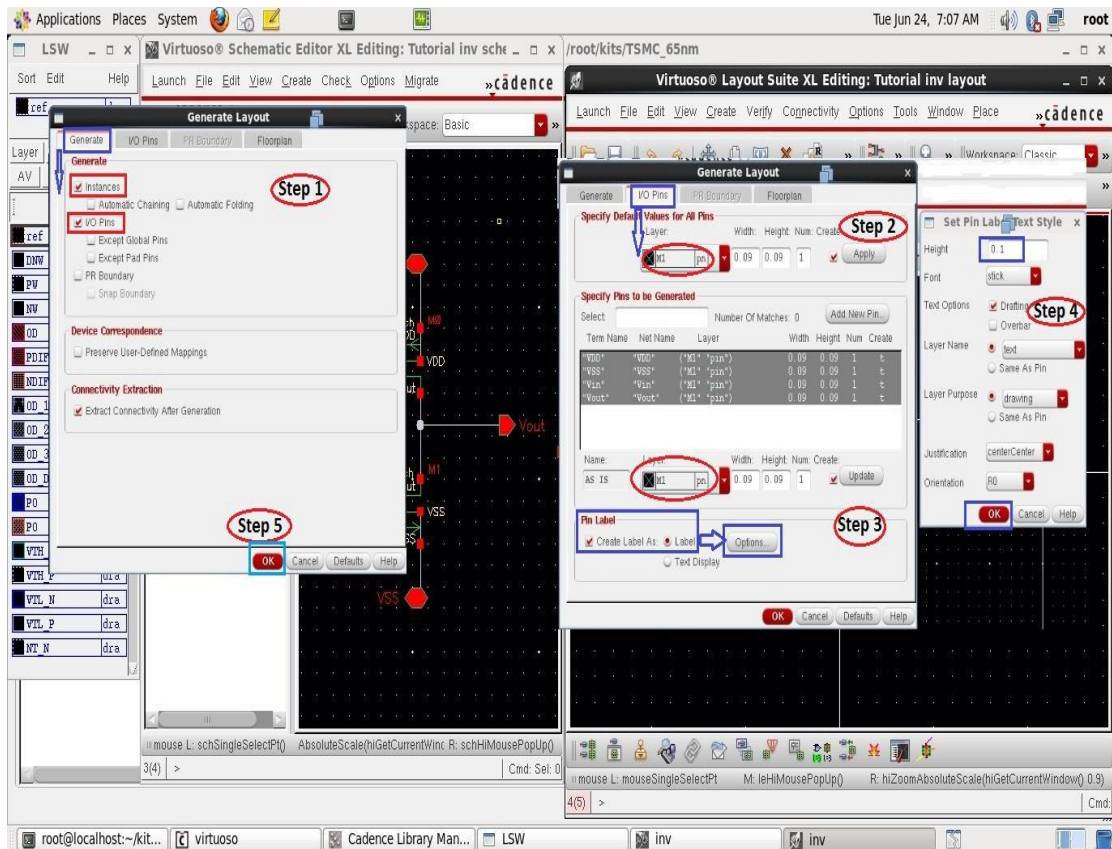 Applications Places System
Tue Jun 24, 7:07 AM
root
LSW
Sort Edit Help
ref
Layer
AV
ref
DNW
PW
NW
OD
OD_1
OD_2
OD_3
PO
PO
VTL_N dra
VTL_P dra
NT_N dra
Virtuoso® Schematic Editor XL Editing: Tutorial inv sche
Launch File Edit View Create Check Options Migrate
cādence
kspace: Basic
M0
VDD
Vout
M1
VSS
VSS
mouse L: schSingleSelectPt() AbsoluteScale(hiGetCurrentWinc R: schHiMousePopUp()
3(4) > Cmd: Sel: 0
Generate Layout
Generate I/O Pins PR Boundary Floorplan
Generate
Instances
Step 1
Automatic Chaining Automatic Folding
I/O Pins
Except Global Pins
Except Pad Pins
PR Boundary
Snap Boundary
Device Correspondence
Preserve User-Defined Mappings
Connectivity Extraction
Extract Connectivity After Generation
Step 5
OK Cancel Defaults Help
/root/kits/TSMC_65nm
Virtuoso® Layout Suite XL Editing: Tutorial inv layout
Launch File Edit View Create Verify Connectivity Options Tools Window Place
cādence
Workspace: Classic
Generate Layout
Generate I/O Pins PR Boundary Floorplan
Specify Default Values for All Pins
Step 2
Layer: Width: Height: Num: Create
M1 pn 0.09 0.09 1 Apply
Specify Pins to be Generated
Select Number Of Matches: 0 Add New Pin...
Term Name Net Name Layer Width Height Num Create
"VDD" "VDD" ("M1" "pin") 0.09 0.09 1 t
"VSS" "VSS" ("M1" "pin") 0.09 0.09 1 t
"Vin" "Vin" ("M1" "pin") 0.09 0.09 1 t
"Vout" "Vout" ("M1" "pin") 0.09 0.09 1 t
Name: Layer: Width: Height: Num: Create:
AS IS M1 pn 0.09 0.09 1 Update
Step 3
Pin Label
Create Label As: Label Options...
Text Display
OK Cancel Defaults Help
Set Pin Label Text Style
Height 0.1
Font stick
Text Options Drafting
Step 4
Overbar
Layer Name text
Same As Pin
Layer Purpose drawing
Same As Pin
Justification centerCenter
Orientation R0
OK Cancel Help
mouse L: mouseSingleSelectPt M: leHiMousePopUp() R: hiZoomAbsoluteScale(hiGetCurrentWindow() 0.9)
4(5) > Cmd:
root@localhost:~/kit... virtuoso Cadence Library Man... LSW inv inv